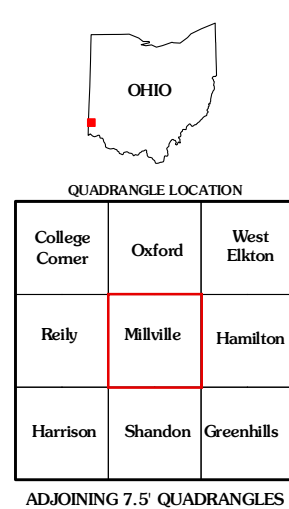 OHIO
QUADRANGLE LOCATION
College
Corner
Oxford
West
Elkton
Reily
Millville
Hamilton
Harrison
Shandon
Greenhills
ADJOINING 7.5' QUADRANGLES